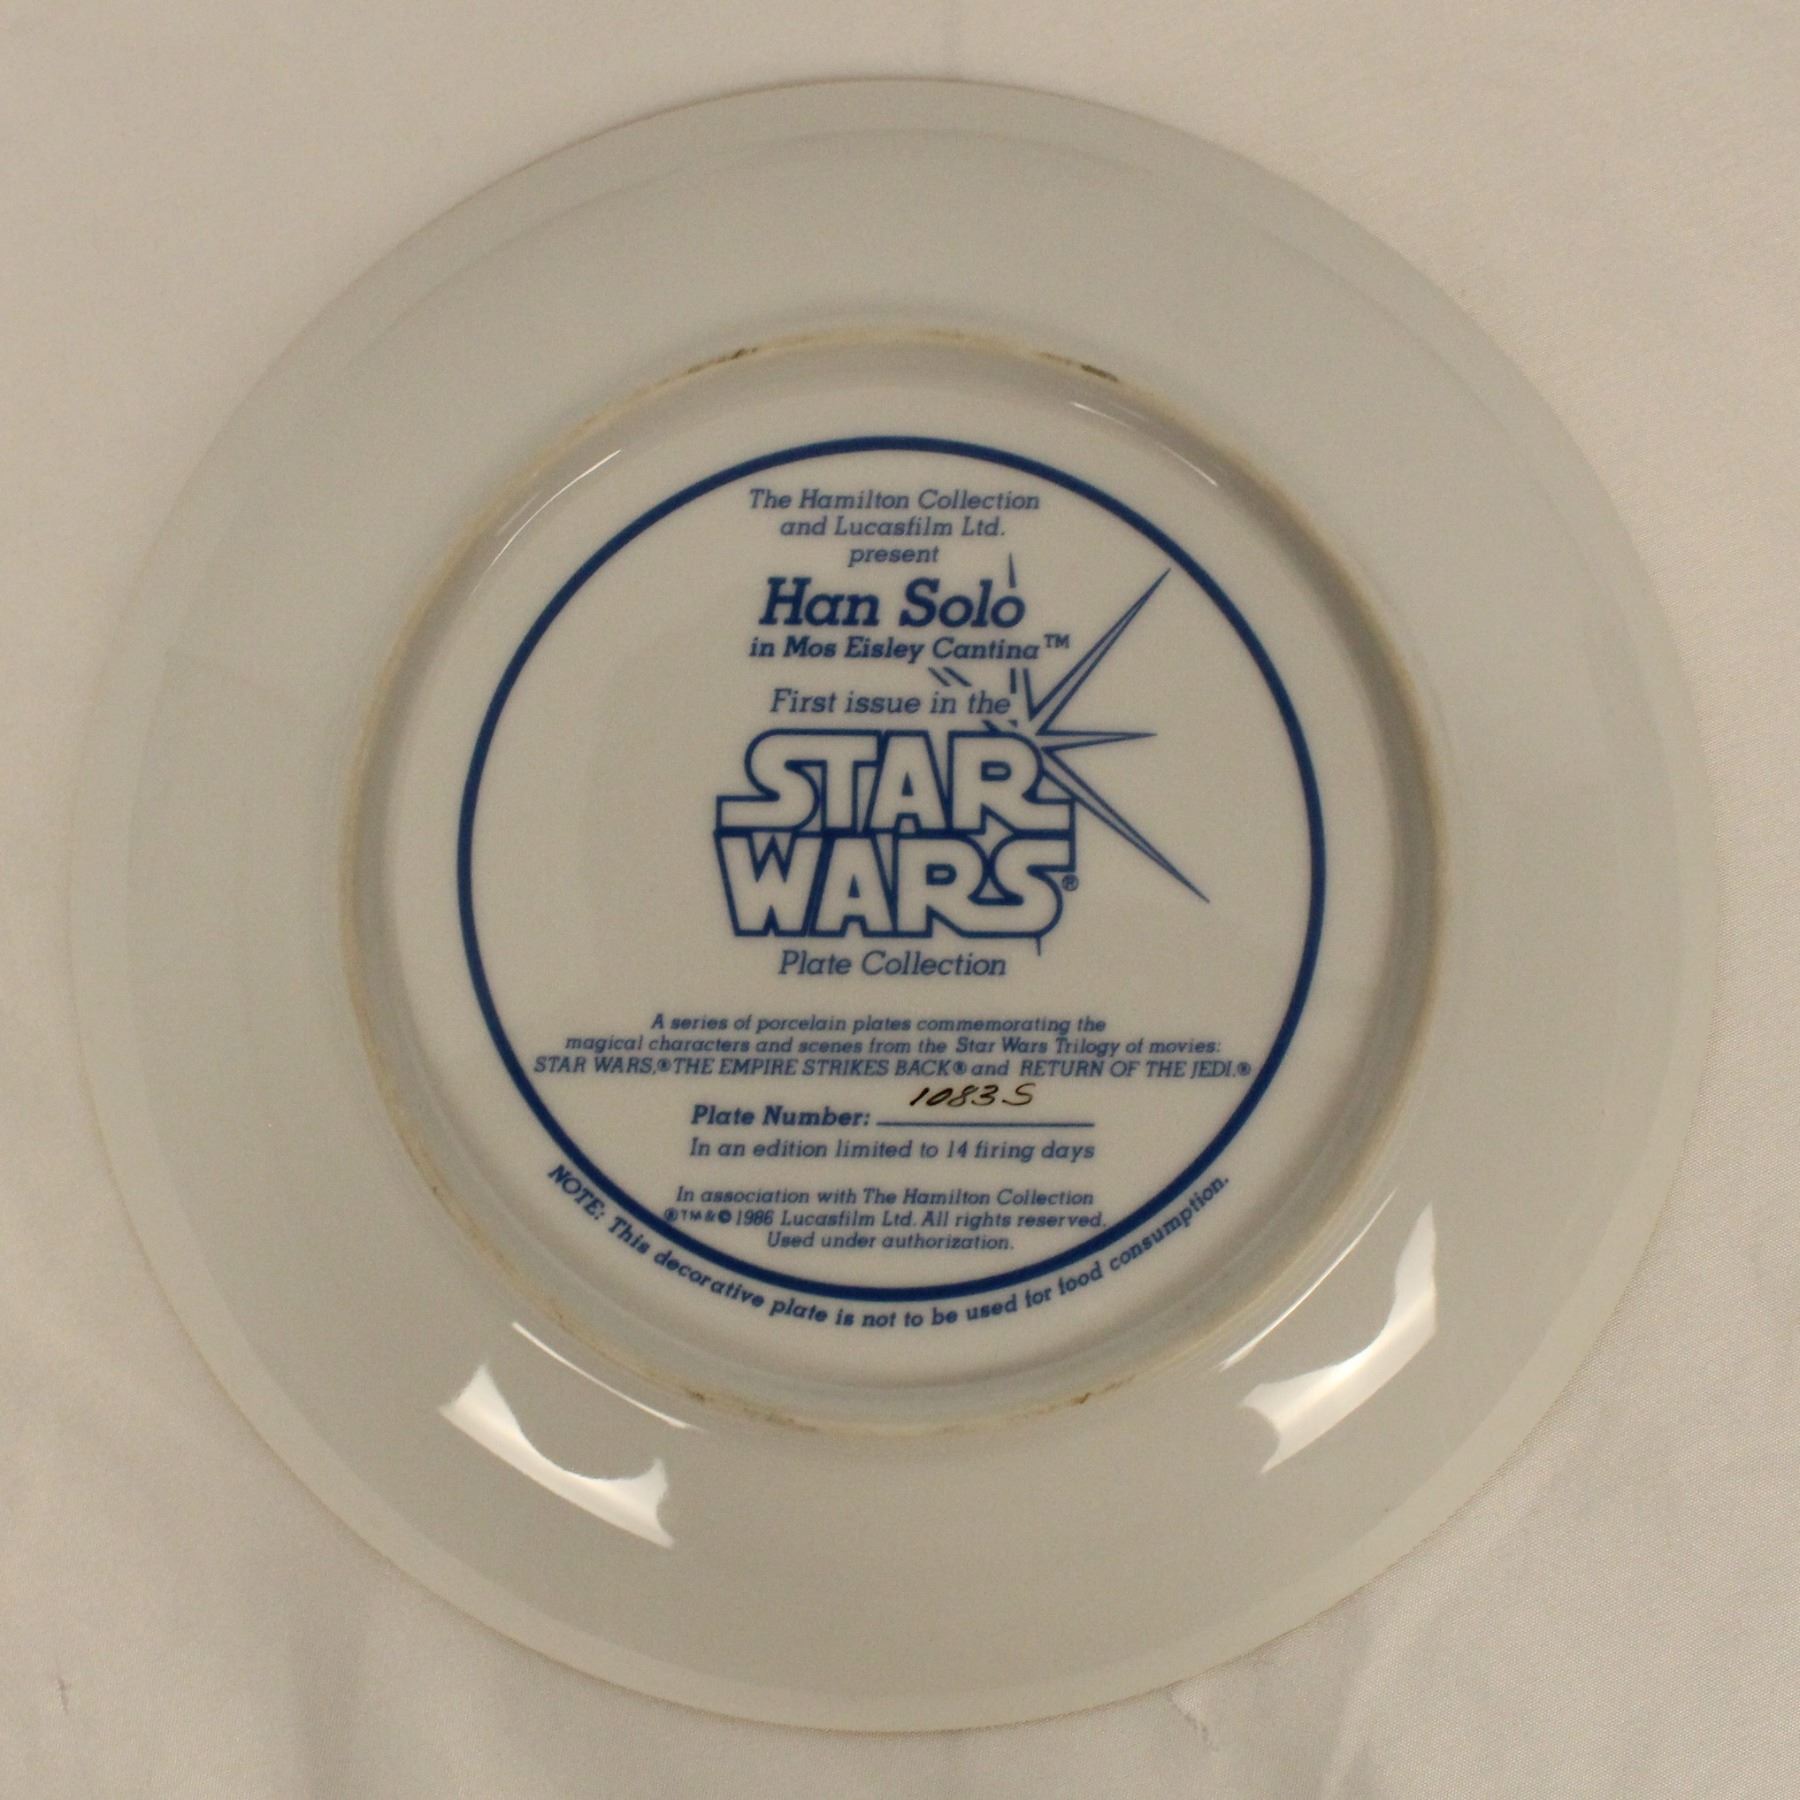 The Hamilton Collection
and Lucasfilm Ltd.
present
Han Solo
in Mos Eisley Cantina™
First issue in the
STAR
WARS®
Plate Collection
A series of porcelain plates commemorating the
magical characters and scenes from the Star Wars Trilogy of movies:
STAR WARS,® THE EMPIRE STRIKES BACK® and RETURN OF THE JEDI.®
Plate Number: 1083S
In an edition limited to 14 firing days
In association with The Hamilton Collection
®™&© 1986 Lucasfilm Ltd. All rights reserved.
Used under authorization.
NOTE: This decorative plate is not to be used for food consumption.